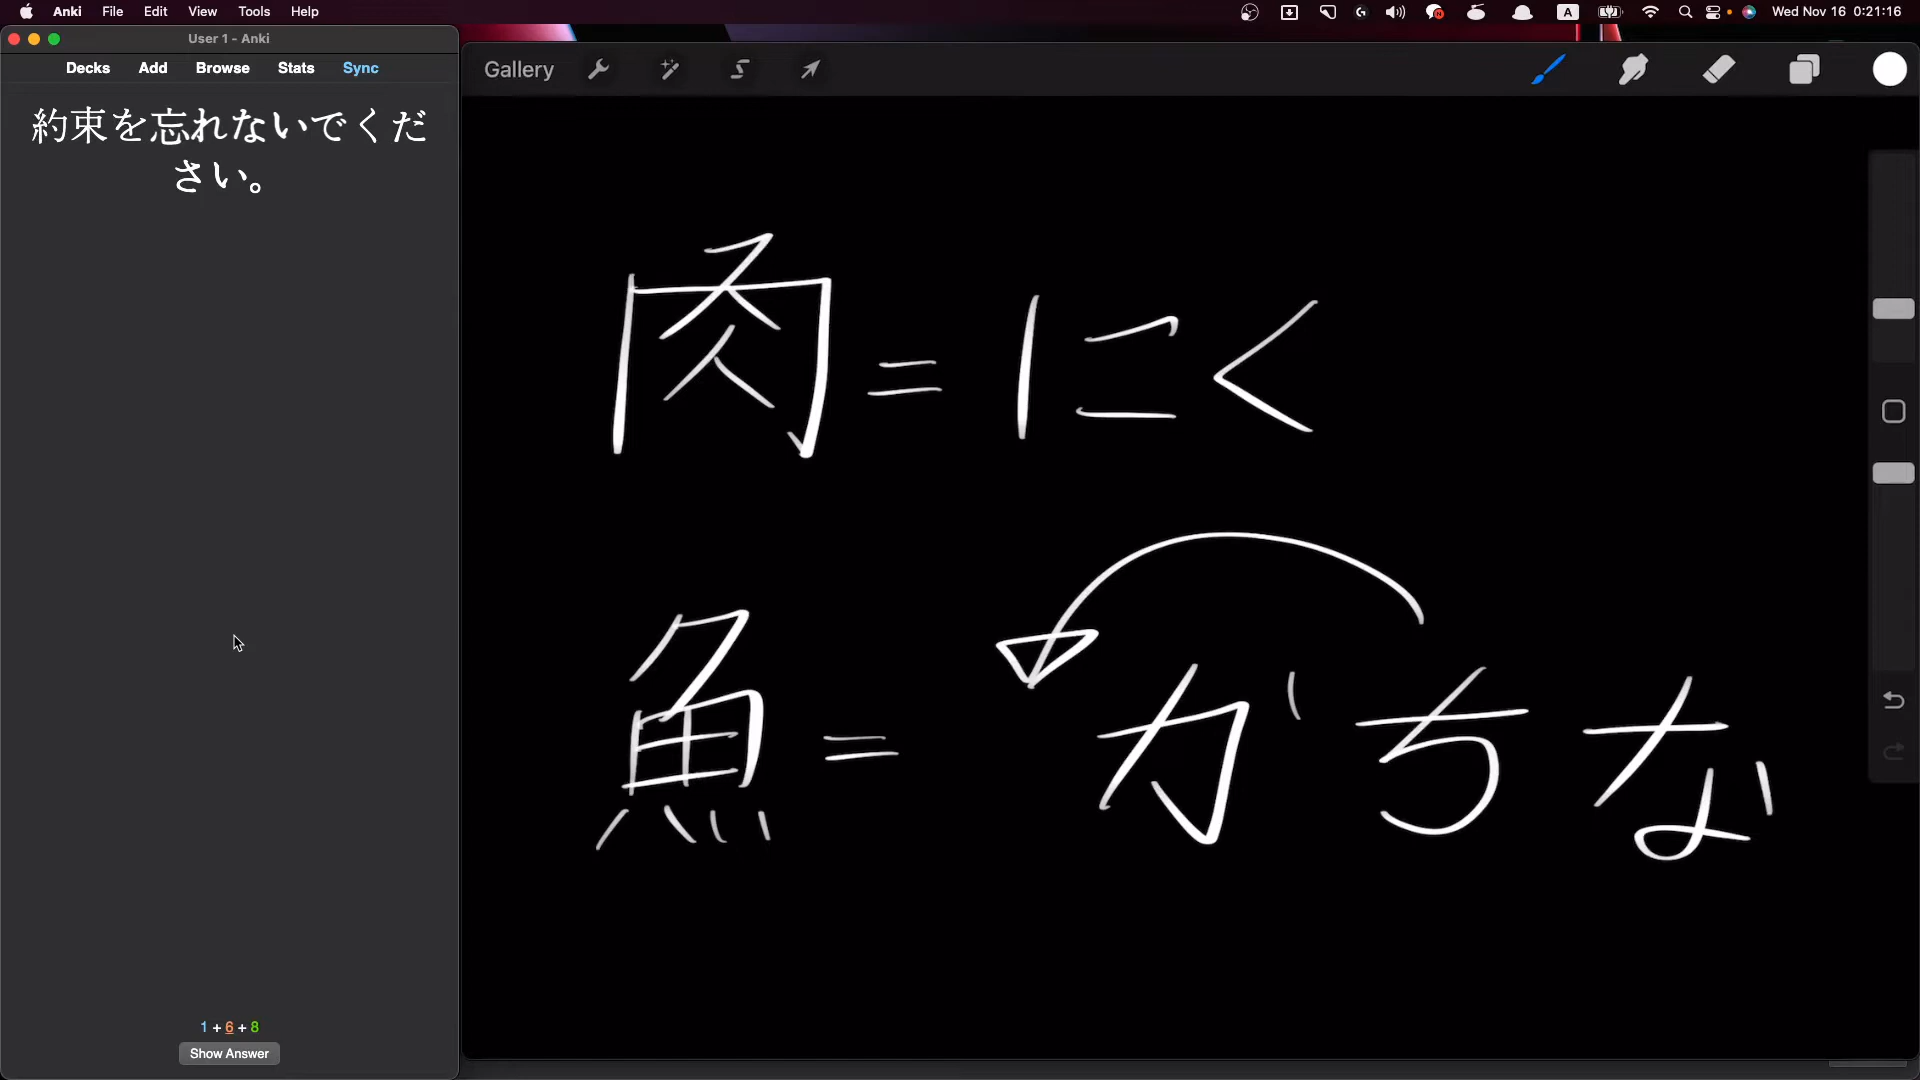 Anki File Edit View Tools Help
A Wed Nov 16 0:21:16
User 1 - Anki
Decks Add Browse Stats Sync
約束を忘れないでくだ
さい。
1 + 6 + 8
Show Answer
Gallery
肉 = にく
魚 = かちな